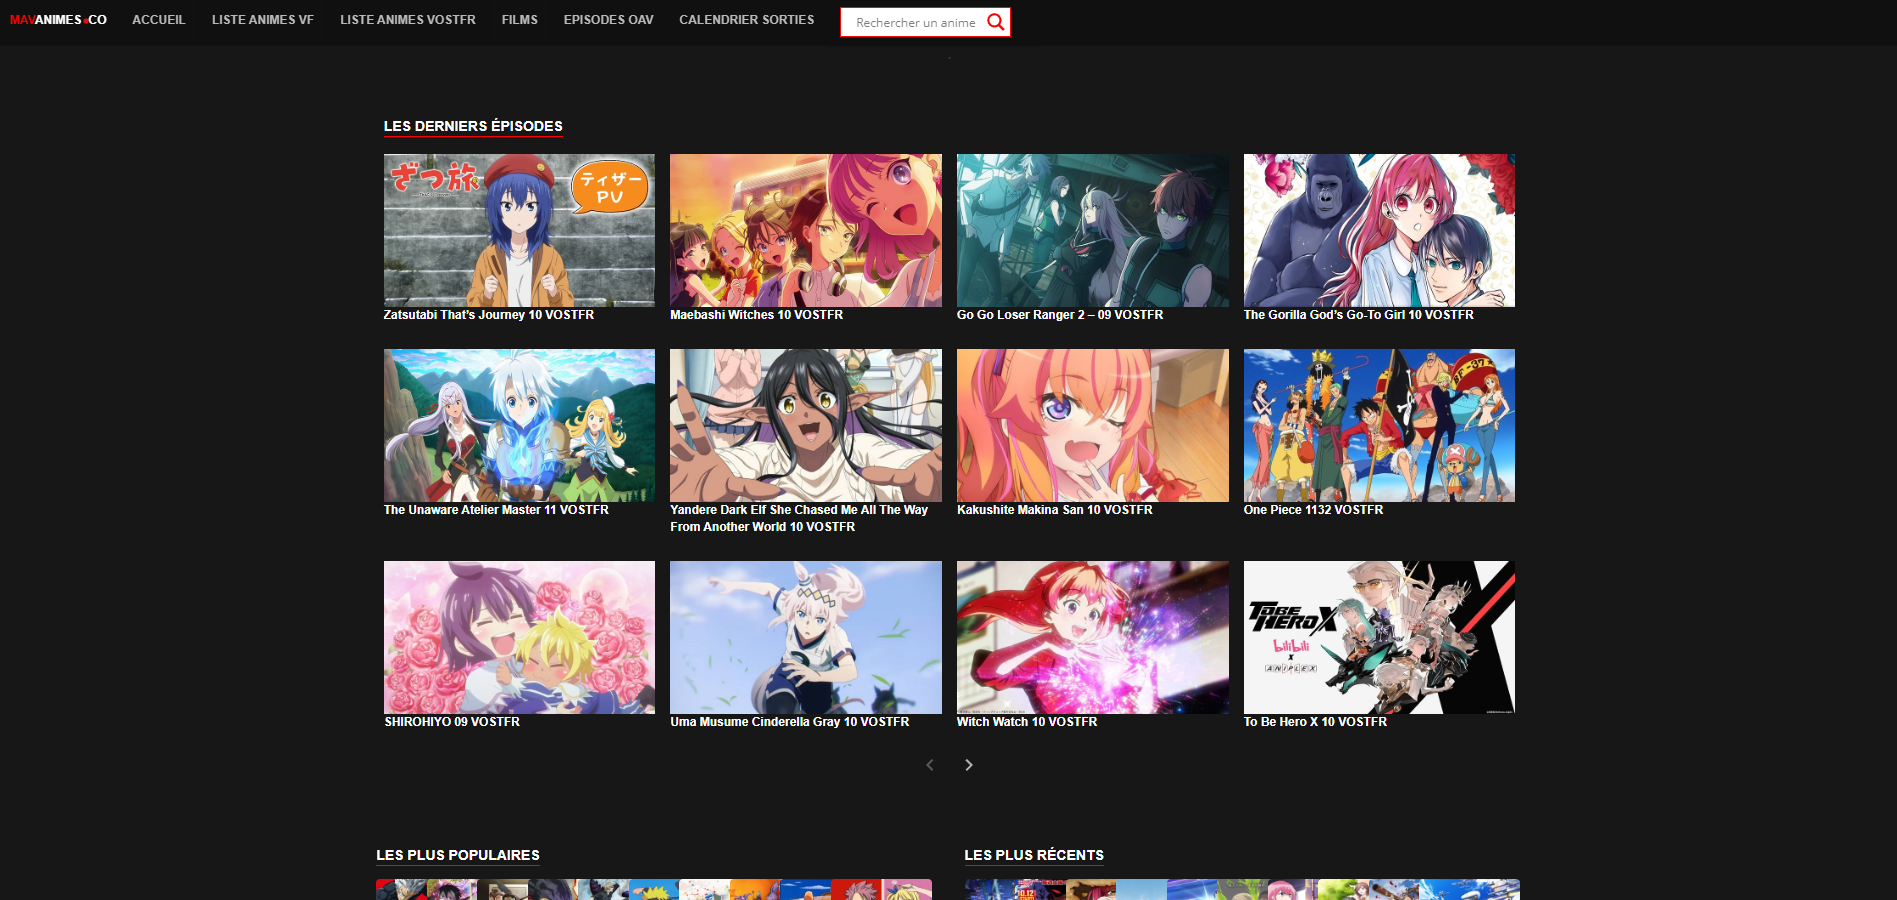 MAVANIMES.CO ACCUEIL LISTE ANIMES VF LISTE ANIMES VOSTFR FILMS EPISODES OAV CALENDRIER SORTIES Rechercher un anime
LES DERNIERS ÉPISODES
ざつ旅
ティザー
PV
Zatsutabi That’s Journey 10 VOSTFR
Maebashi Witches 10 VOSTFR
Go Go Loser Ranger 2 – 09 VOSTFR
The Gorilla God’s Go-To Girl 10 VOSTFR
The Unaware Atelier Master 11 VOSTFR
Yandere Dark Elf She Chased Me All The Way
From Another World 10 VOSTFR
Kakushite Makina San 10 VOSTFR
One Piece 1132 VOSTFR
TO BE
HERO X
bilibili
x
ANIPLEX
SHIROHIYO 09 VOSTFR
Uma Musume Cinderella Gray 10 VOSTFR
Witch Watch 10 VOSTFR
To Be Hero X 10 VOSTFR
LES PLUS POPULAIRES
LES PLUS RÉCENTS